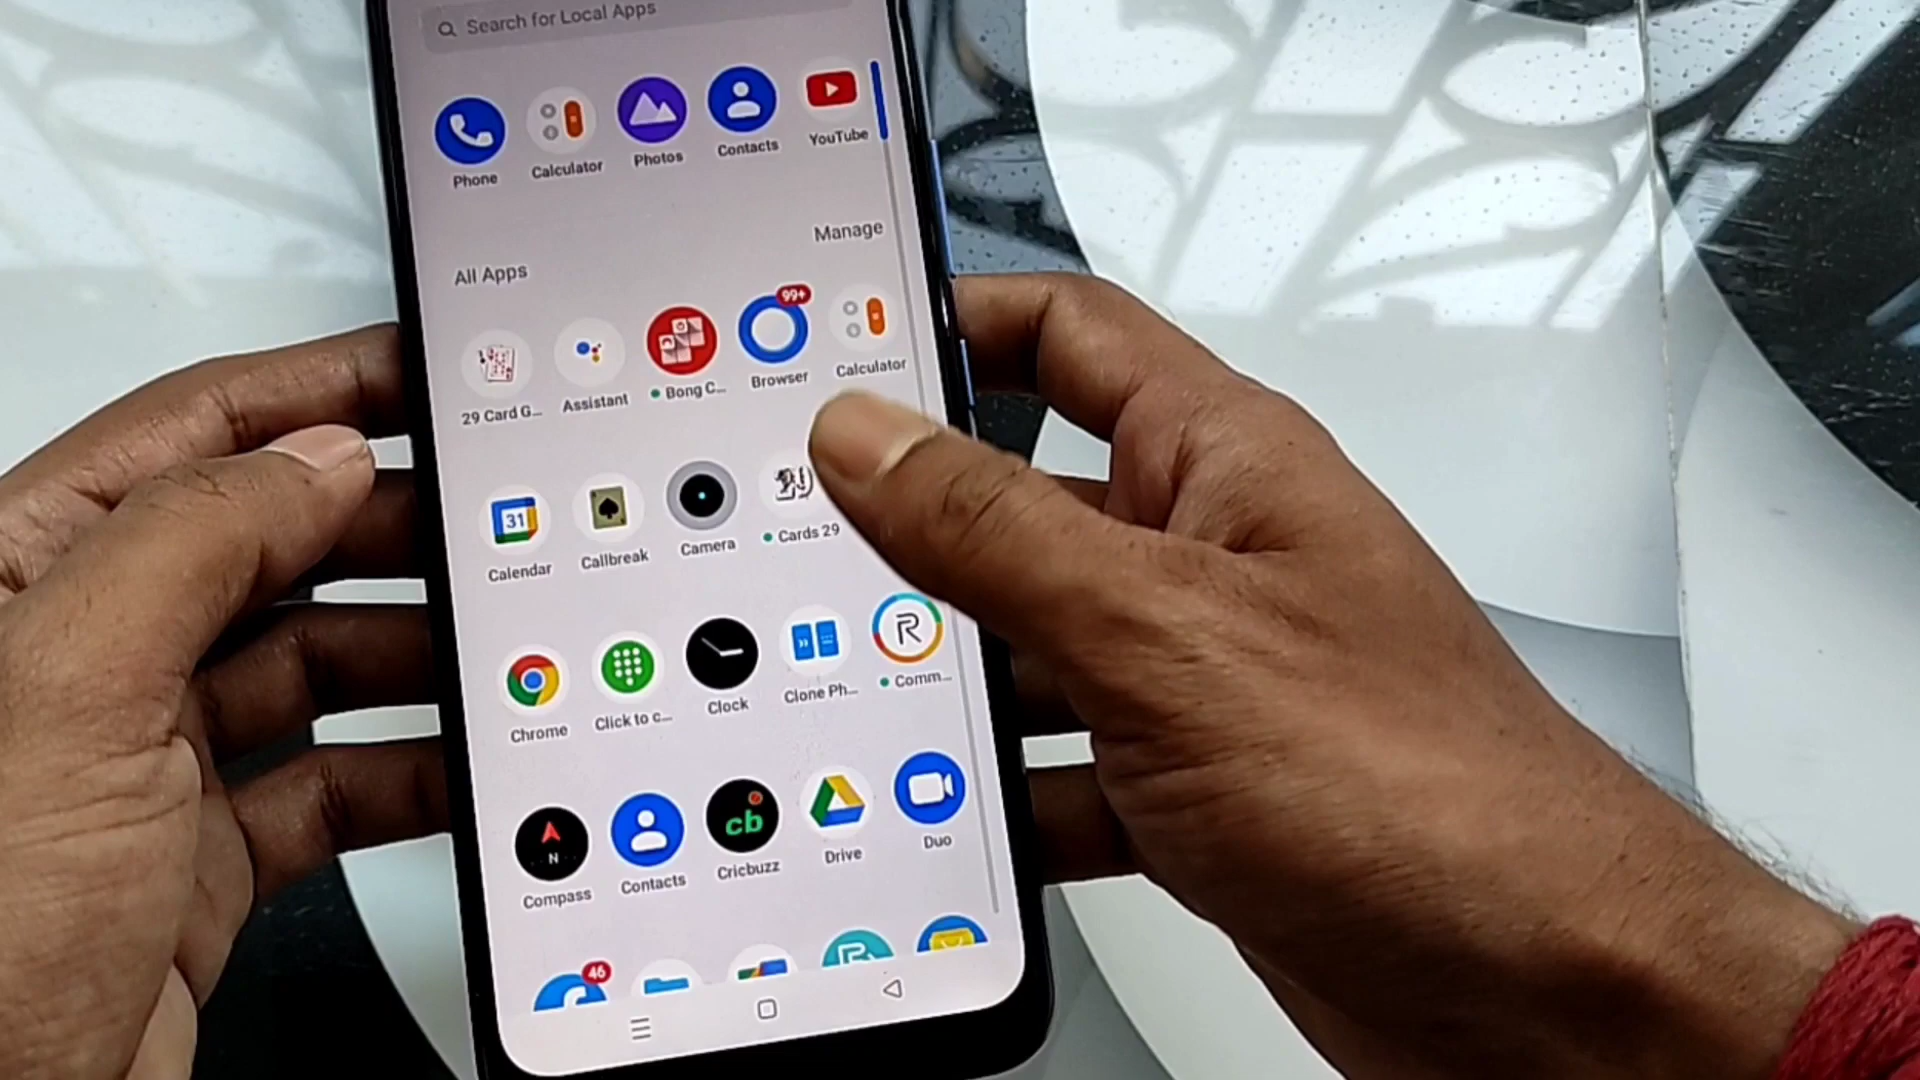 Search for Local Apps
Phone Calculator Photos Contacts YouTube
Manage
All Apps
99+
29 Card G... Assistant Bong C... Browser Calculator
31
Calendar Callbreak Camera Cards 29
Chrome Click to c... Clock Clone Ph... Comm...
N
cb
Compass Contacts Cricbuzz Drive Duo
46